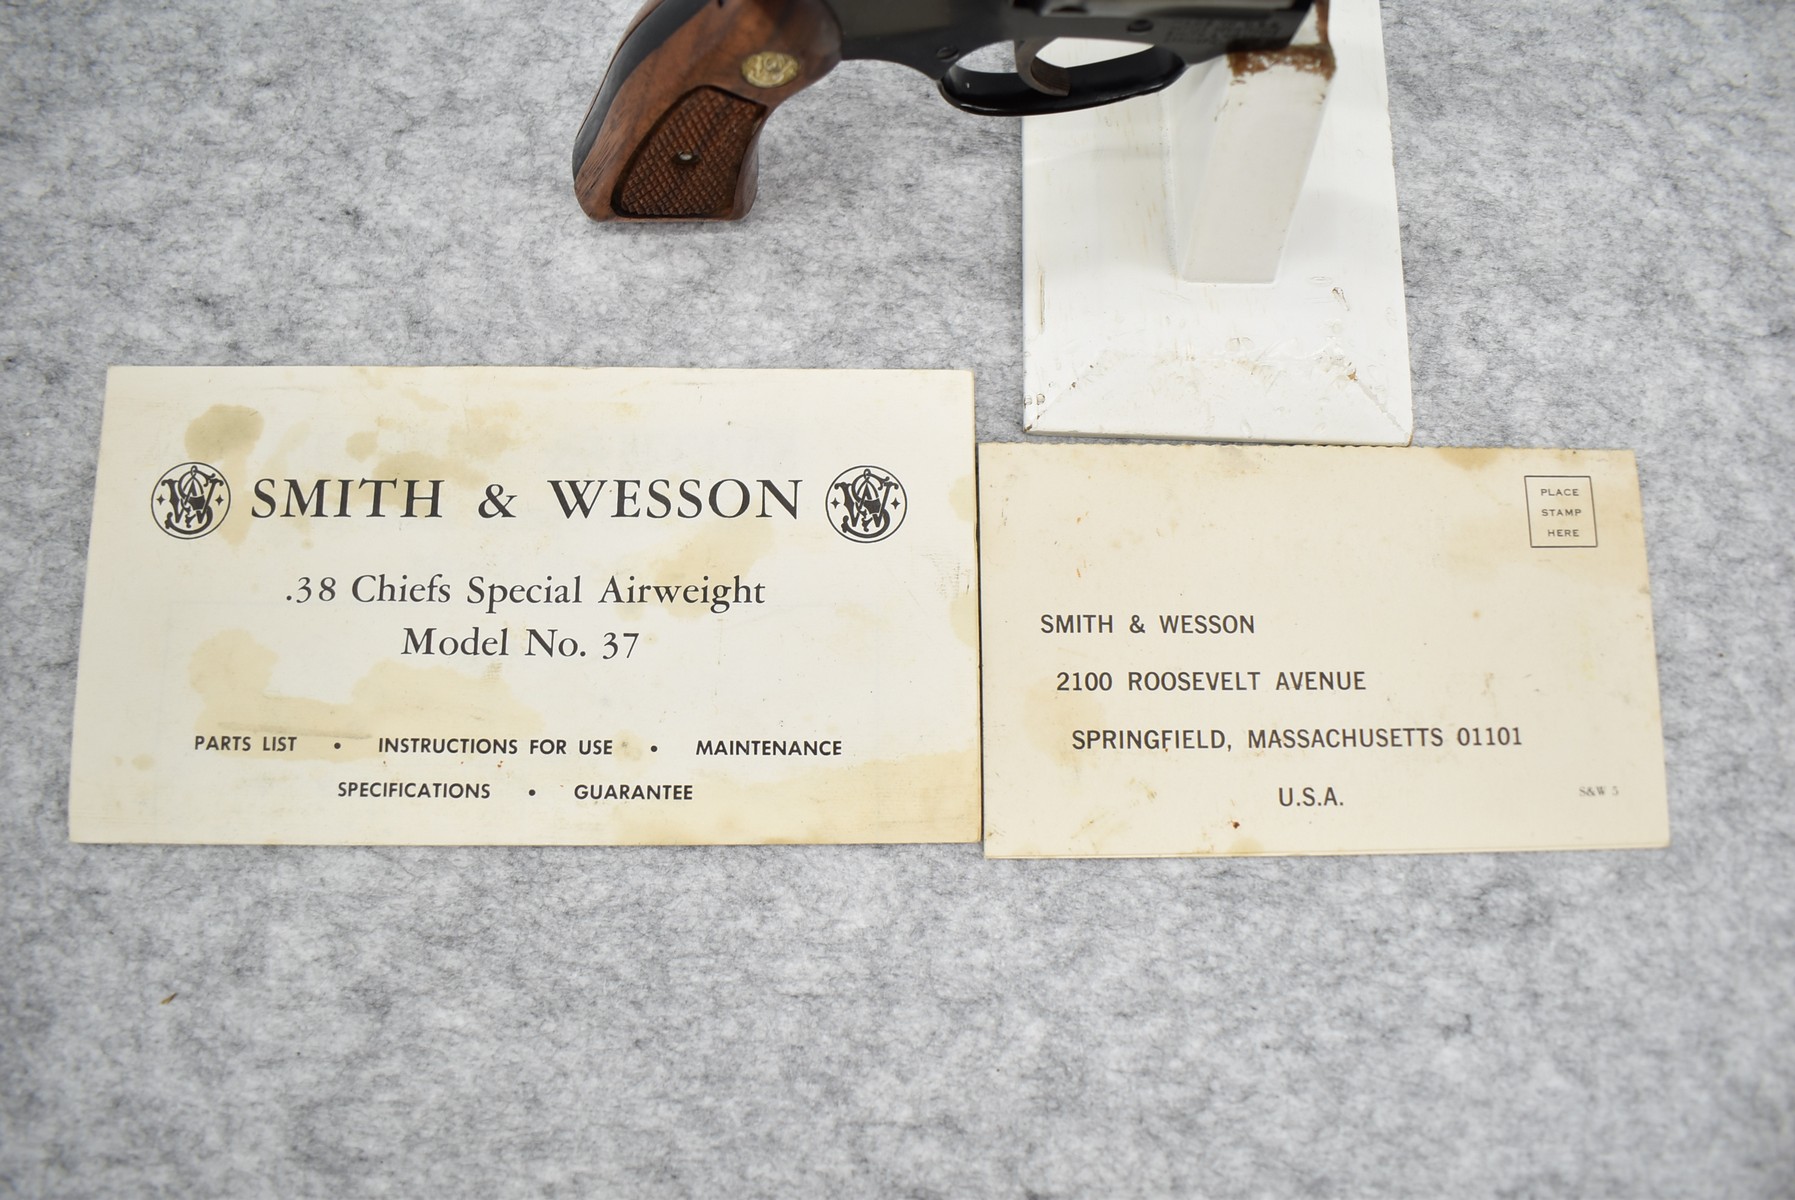 SMITH & WESSON
.38 Chiefs Special Airweight
Model No. 37
PARTS LIST • INSTRUCTIONS FOR USE • MAINTENANCE
SPECIFICATIONS • GUARANTEE
PLACE
STAMP
HERE
SMITH & WESSON
2100 ROOSEVELT AVENUE
SPRINGFIELD, MASSACHUSETTS 01101
U.S.A.
S&W 5